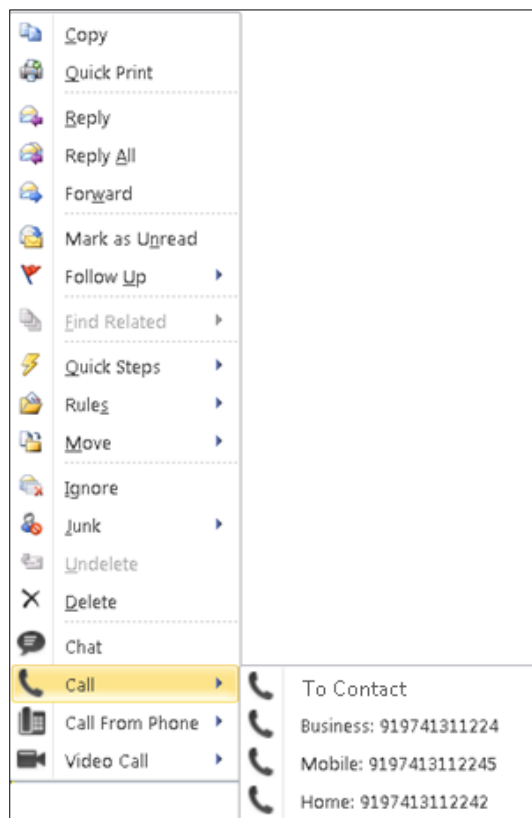 Copy
Quick Print
Reply
Reply All
Forward
Mark as Unread
Follow Up
Find Related
Quick Steps
Rules
Move
Ignore
Junk
Undelete
Delete
Chat
Call
To Contact
Call From Phone
Business: 919741311224
Video Call
Mobile: 9197413112245
Home: 9197413112242